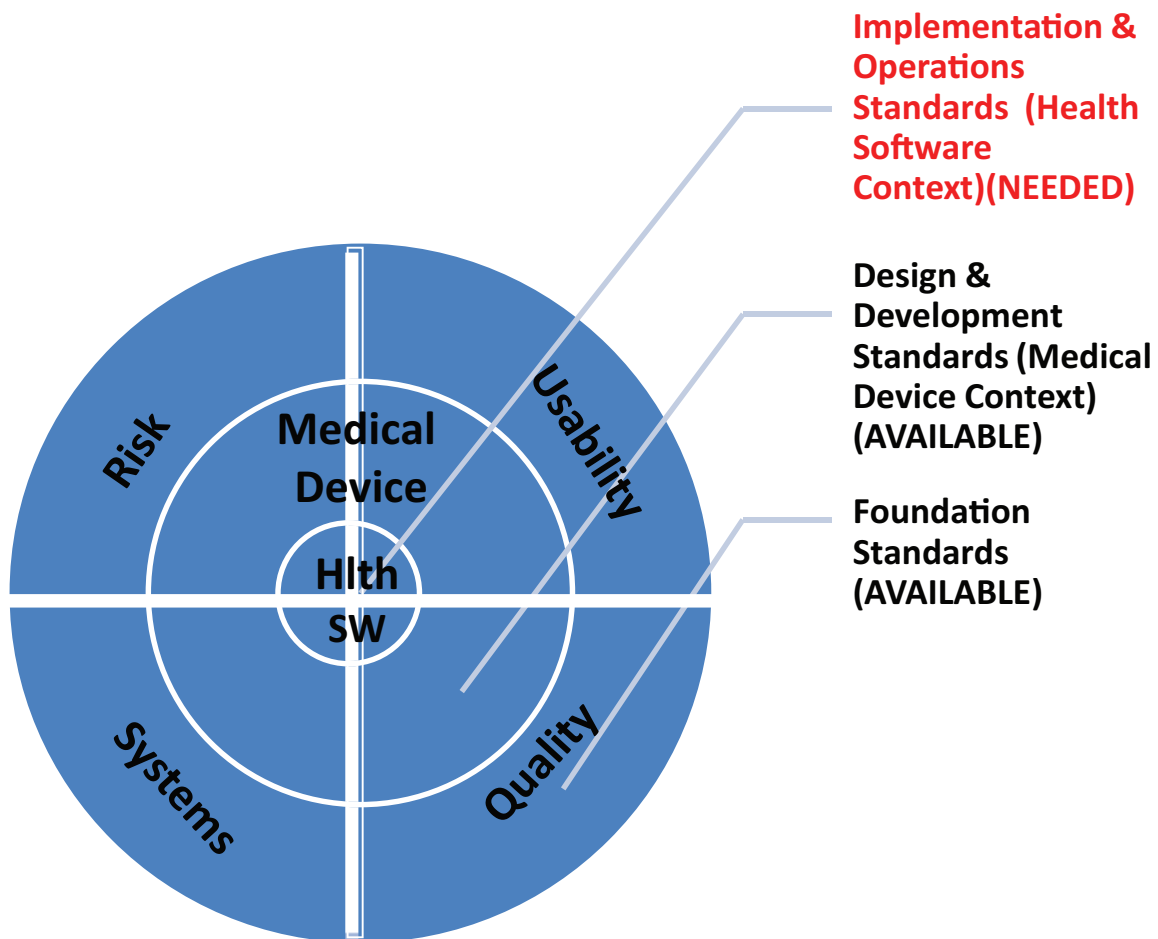 Implementation &
Operations
Standards (Health
Software
Context)(NEEDED)
Design &
Development
Standards (Medical
Device Context)
(AVAILABLE)
Foundation
Standards
(AVAILABLE)
Risk
Usability
Medical
Device
Hlth
SW
Systems
Quality